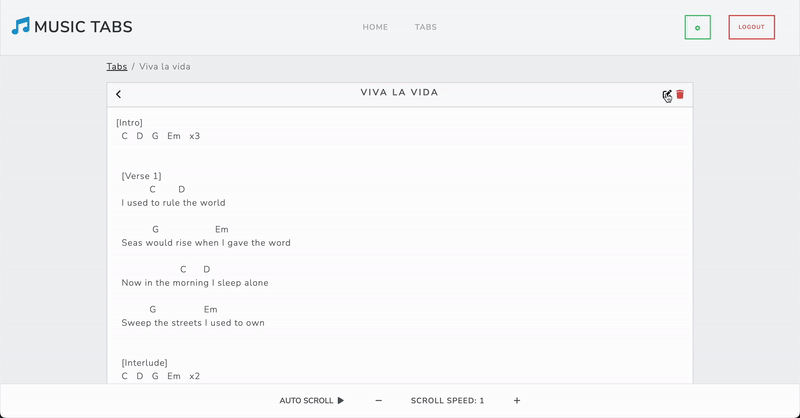 MUSIC TABS
HOME
TABS
LOGOUT
Tabs / Viva la vida
VIVA LA VIDA
[Intro]
C D G Em x3
[Verse 1]
C D
I used to rule the world
G Em
Seas would rise when I gave the word
C D
Now in the morning I sleep alone
G Em
Sweep the streets I used to own
[Interlude]
C D G Em x2
AUTO SCROLL
−
SCROLL SPEED: 1
+